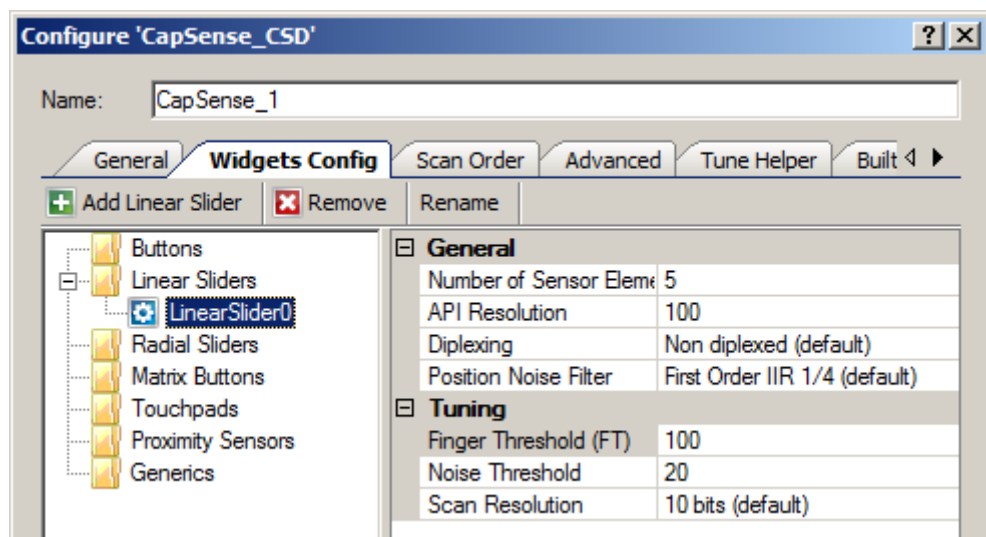 Configure 'CapSense_CSD'
Name: CapSense_1
General Widgets Config Scan Order Advanced Tune Helper Built
Add Linear Slider Remove Rename
Buttons
Linear Sliders
LinearSlider0
Radial Sliders
Matrix Buttons
Touchpads
Proximity Sensors
Generics
General
Number of Sensor Eleme 5
API Resolution 100
Diplexing Non diplexed (default)
Position Noise Filter First Order IIR 1/4 (default)
Tuning
Finger Threshold (FT) 100
Noise Threshold 20
Scan Resolution 10 bits (default)